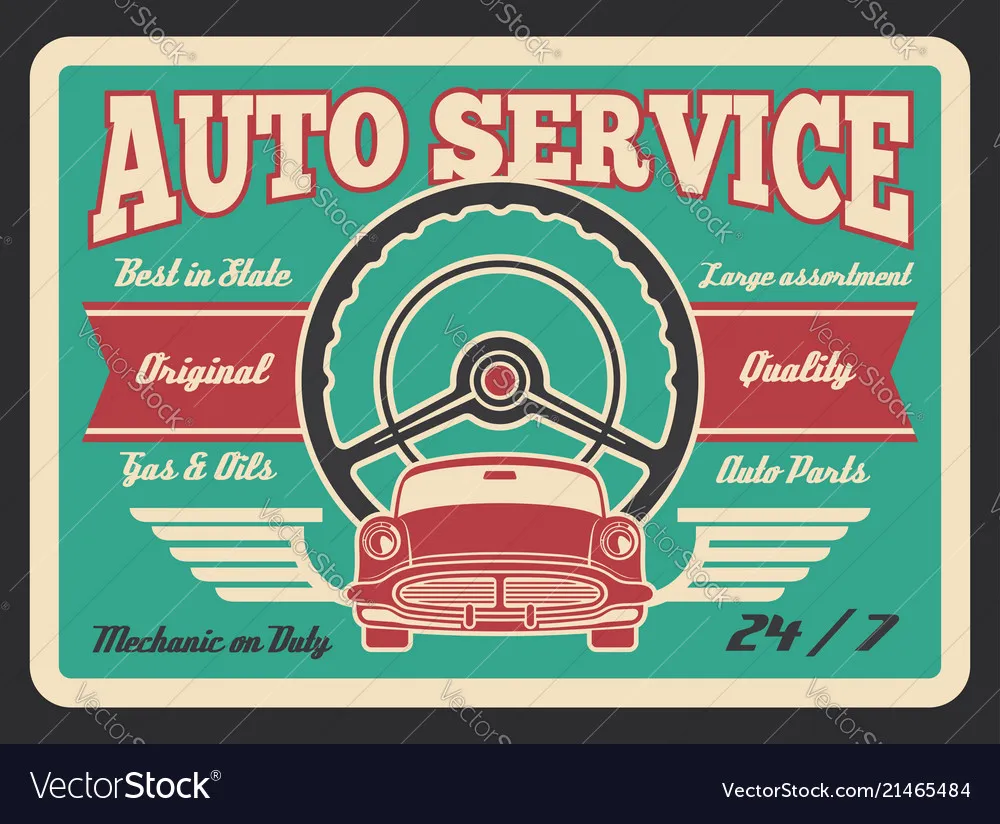 AUTO SERVICE
Best in State
Large assortment
Original
Quality
Gas & Oils
Auto Parts
Mechanic on Duty
24/7
VectorStock®
VectorStock.com/21465484